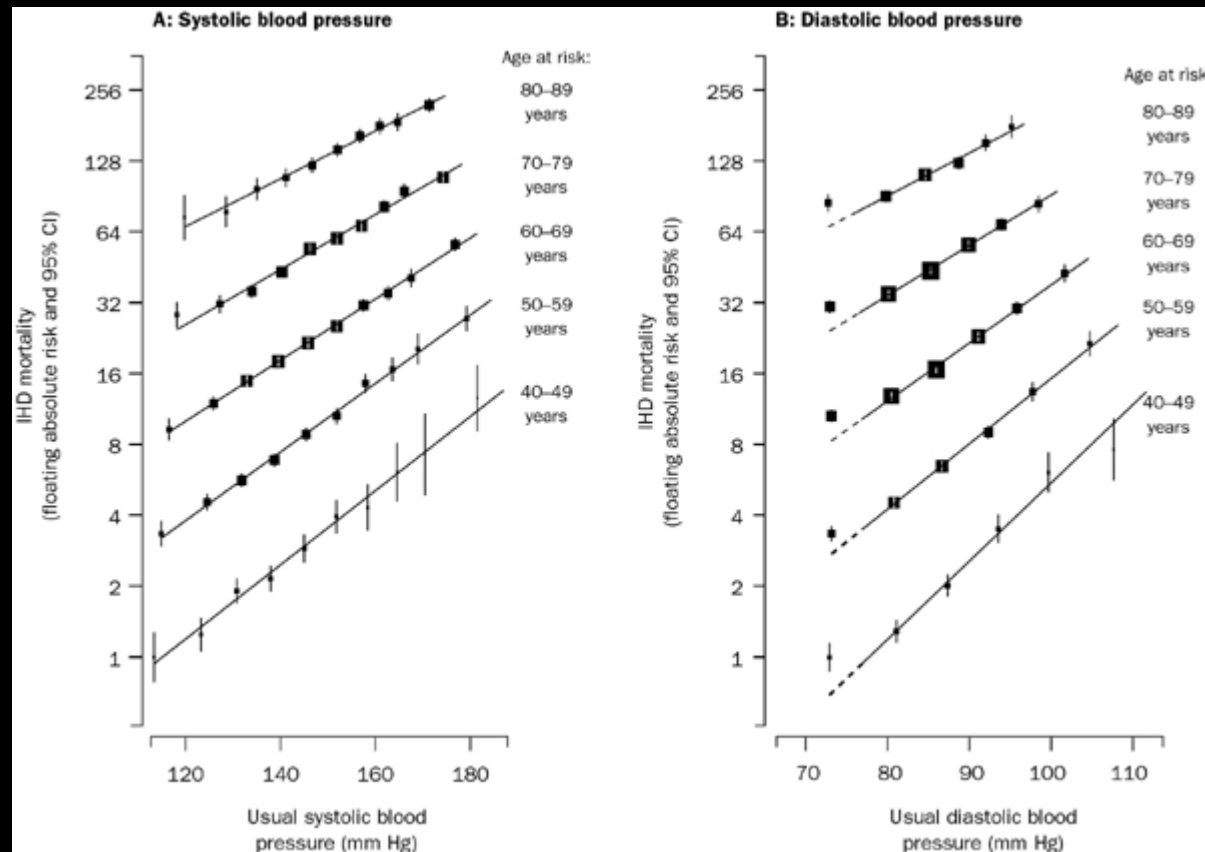 A: Systolic blood pressure
Age at risk:
80–89
years
70–79
years
60–69
years
50–59
years
40–49
years
256
128
64
32
16
8
4
2
1
IHD mortality
(floating absolute risk and 95% CI)
120
140
160
180
Usual systolic blood
pressure (mm Hg)
B: Diastolic blood pressure
Age at risk
80–89
years
70–79
years
60–69
years
50–59
years
40–49
years
256
128
64
32
16
8
4
2
1
IHD mortality
(floating absolute risk and 95% CI)
70
80
90
100
110
Usual diastolic blood
pressure (mm Hg)